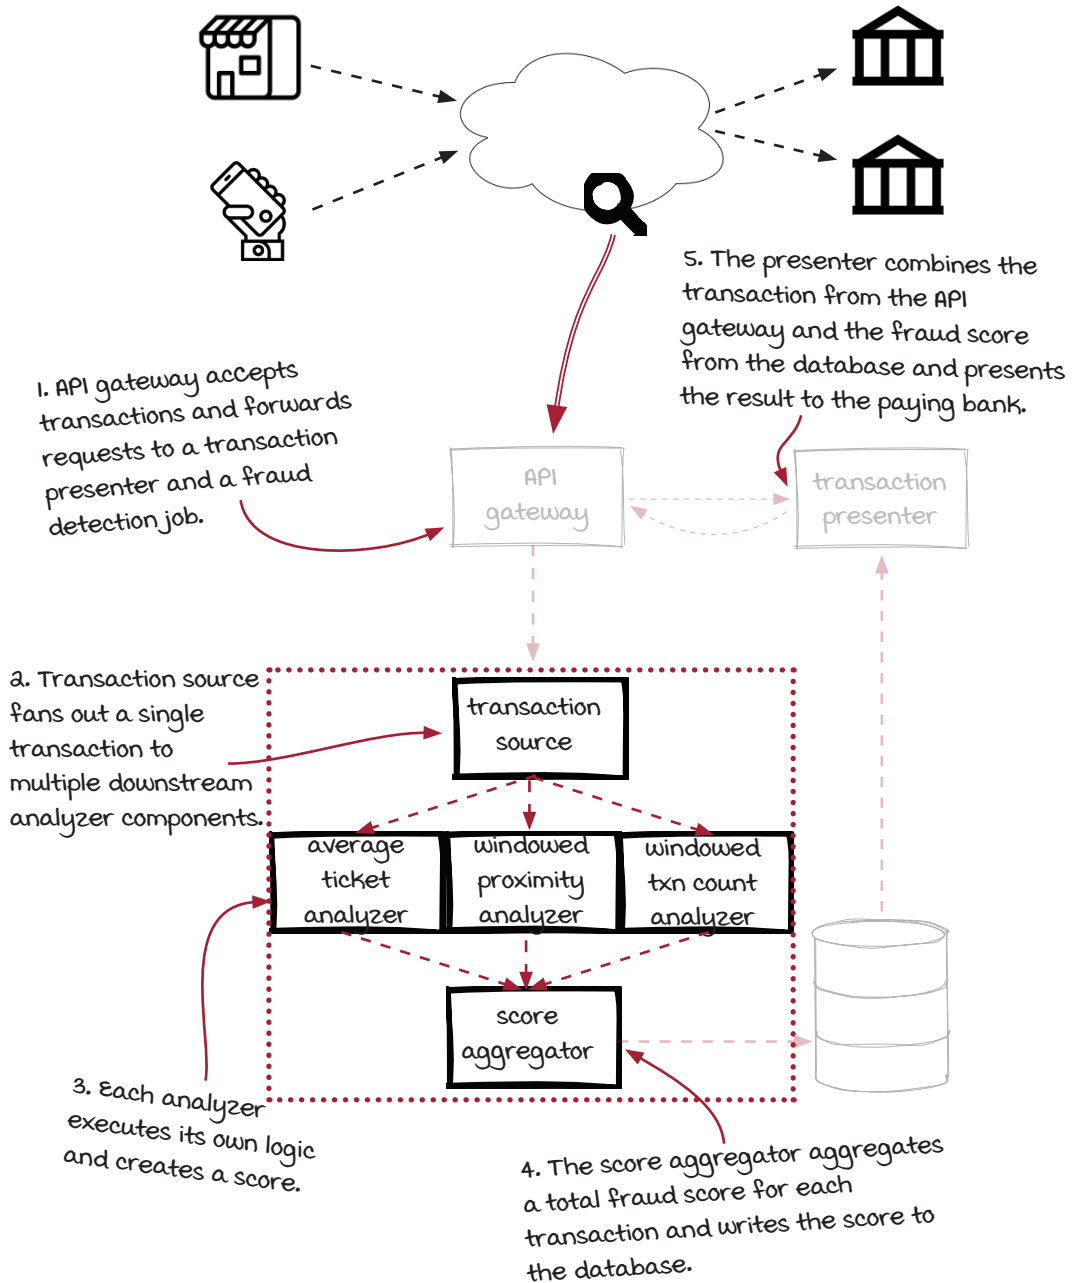 5. The presenter combines the
transaction from the API
gateway and the fraud score
from the database and presents
the result to the paying bank.
1. API gateway accepts
transactions and forwards
requests to a transaction
presenter and a fraud
detection job.
API
gateway
transaction
presenter
2. Transaction source
fans out a single
transaction to
multiple downstream
analyzer components.
transaction
source
average
ticket
analyzer
windowed
proximity
analyzer
windowed
txn count
analyzer
score
aggregator
3. Each analyzer
executes its own logic
and creates a score.
4. The score aggregator aggregates
a total fraud score for each
transaction and writes the score to
the database.